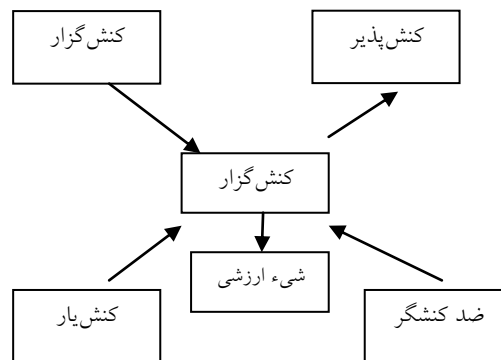 کنش‌گزار
کنش‌پذیر
کنش‌گزار
شیء ارزشی
کنش‌یار
ضد کنشگر